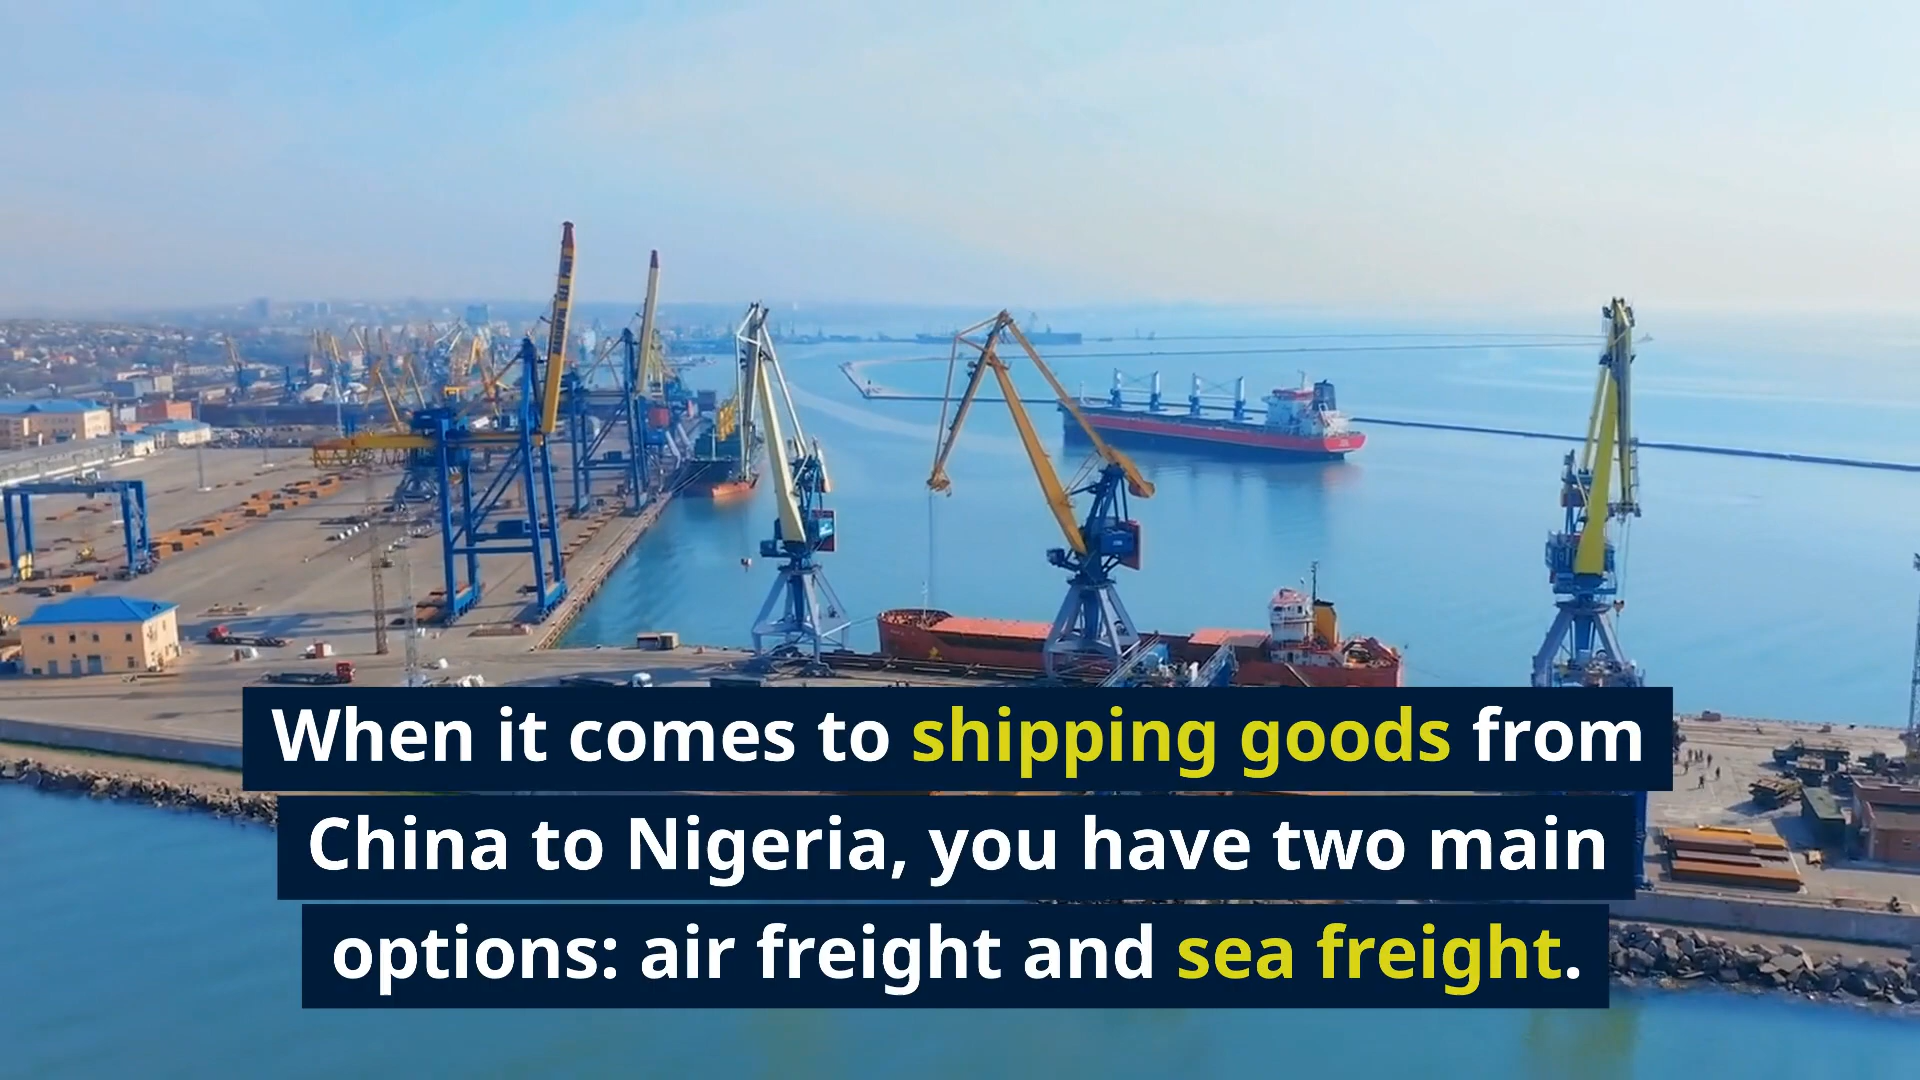 When it comes to shipping goods from
China to Nigeria, you have two main
options: air freight and sea freight.